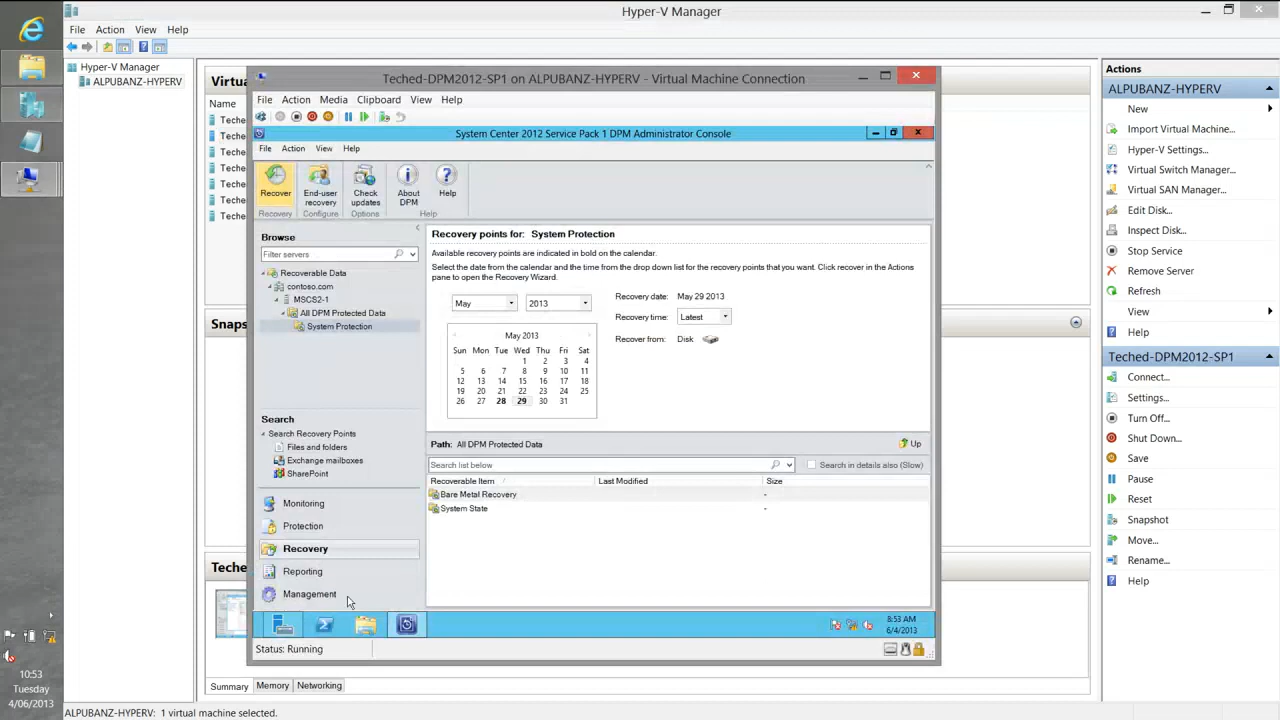 Hyper-V Manager
File Action View Help
Hyper-V Manager
ALPUBANZ-HYPERV
Virtua
Name
Teche
Teche
Teche
Teche
Teche
Teche
Teche
Snaps
Teche
Summary Memory Networking
ALPUBANZ-HYPERV: 1 virtual machine selected.
10:53
Tuesday
4/06/2013
Teched-DPM2012-SP1 on ALPUBANZ-HYPERV - Virtual Machine Connection
File Action Media Clipboard View Help
System Center 2012 Service Pack 1 DPM Administrator Console
File Action View Help
Recover
End-user recovery
Check updates
About DPM
Help
Recovery Configure Options Help
Browse
Filter servers
Recoverable Data
contoso.com
MSCS2-1
All DPM Protected Data
System Protection
Search
Search Recovery Points
Files and folders
Exchange mailboxes
SharePoint
Monitoring
Protection
Recovery
Reporting
Management
Recovery points for: System Protection
Available recovery points are indicated in bold on the calendar.
Select the date from the calendar and the time from the drop down list for the recovery points that you want. Click recover in the Actions
pane to open the Recovery Wizard.
May 2013
Recovery date: May 29 2013
Recovery time: Latest
Recover from: Disk
May 2013
Sun Mon Tue Wed Thu Fri Sat
1 2 3 4
5 6 7 8 9 10 11
12 13 14 15 16 17 18
19 20 21 22 23 24 25
26 27 28 29 30 31
Path: All DPM Protected Data Up
Search list below Search in details also (Slow)
Recoverable Item / Last Modified Size
Bare Metal Recovery -
System State -
8:53 AM
6/4/2013
Status: Running
Actions
ALPUBANZ-HYPERV
New
Import Virtual Machine...
Hyper-V Settings...
Virtual Switch Manager...
Virtual SAN Manager...
Edit Disk...
Inspect Disk...
Stop Service
Remove Server
Refresh
View
Help
Teched-DPM2012-SP1
Connect...
Settings...
Turn Off...
Shut Down...
Save
Pause
Reset
Snapshot
Move...
Rename...
Help